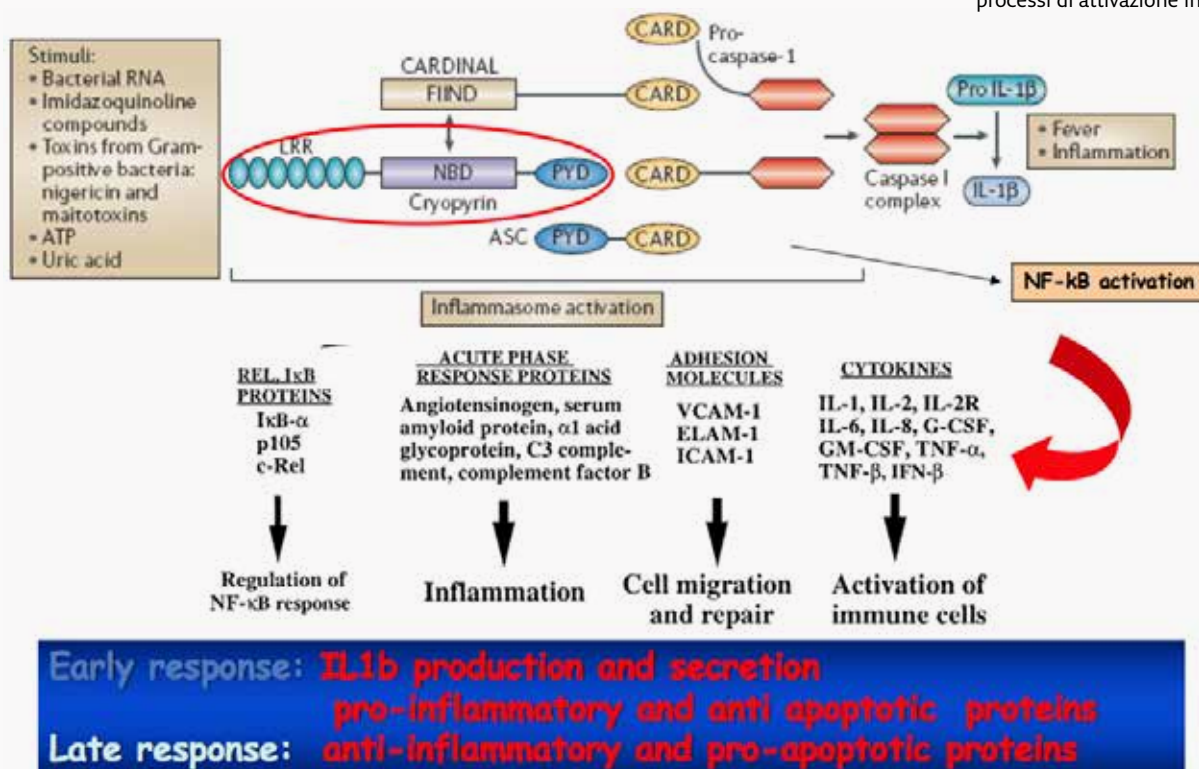 processi di attivazione in
Stimuli:
• Bacterial RNA
• Imidazoquinoline
compounds
• Toxins from Gram-
positive bacteria:
nigericin and
maitotoxins
• ATP
• Uric acid
CARDINAL
FIIND
CARD
LRR
NBD
PYD
Cryopyrin
ASC
PYD
CARD
CARD
Pro-
caspase-1
CARD
Caspase I
complex
Pro IL-1β
IL-1β
• Fever
• Inflammation
Inflammasome activation
NF-kB activation
REL, IκB
PROTEINS
IκB-α
p105
c-Rel
Regulation of
NF-κB response
ACUTE PHASE
RESPONSE PROTEINS
Angiotensinogen, serum
amyloid protein, α1 acid
glycoprotein, C3 comple-
ment, complement factor B
Inflammation
ADHESION
MOLECULES
VCAM-1
ELAM-1
ICAM-1
Cell migration
and repair
CYTOKINES
IL-1, IL-2, IL-2R
IL-6, IL-8, G-CSF,
GM-CSF, TNF-α,
TNF-β, IFN-β
Activation of
immune cells
Early response: IL1b production and secretion
pro-inflammatory and anti apoptotic proteins
Late response: anti-inflammatory and pro-apoptotic proteins